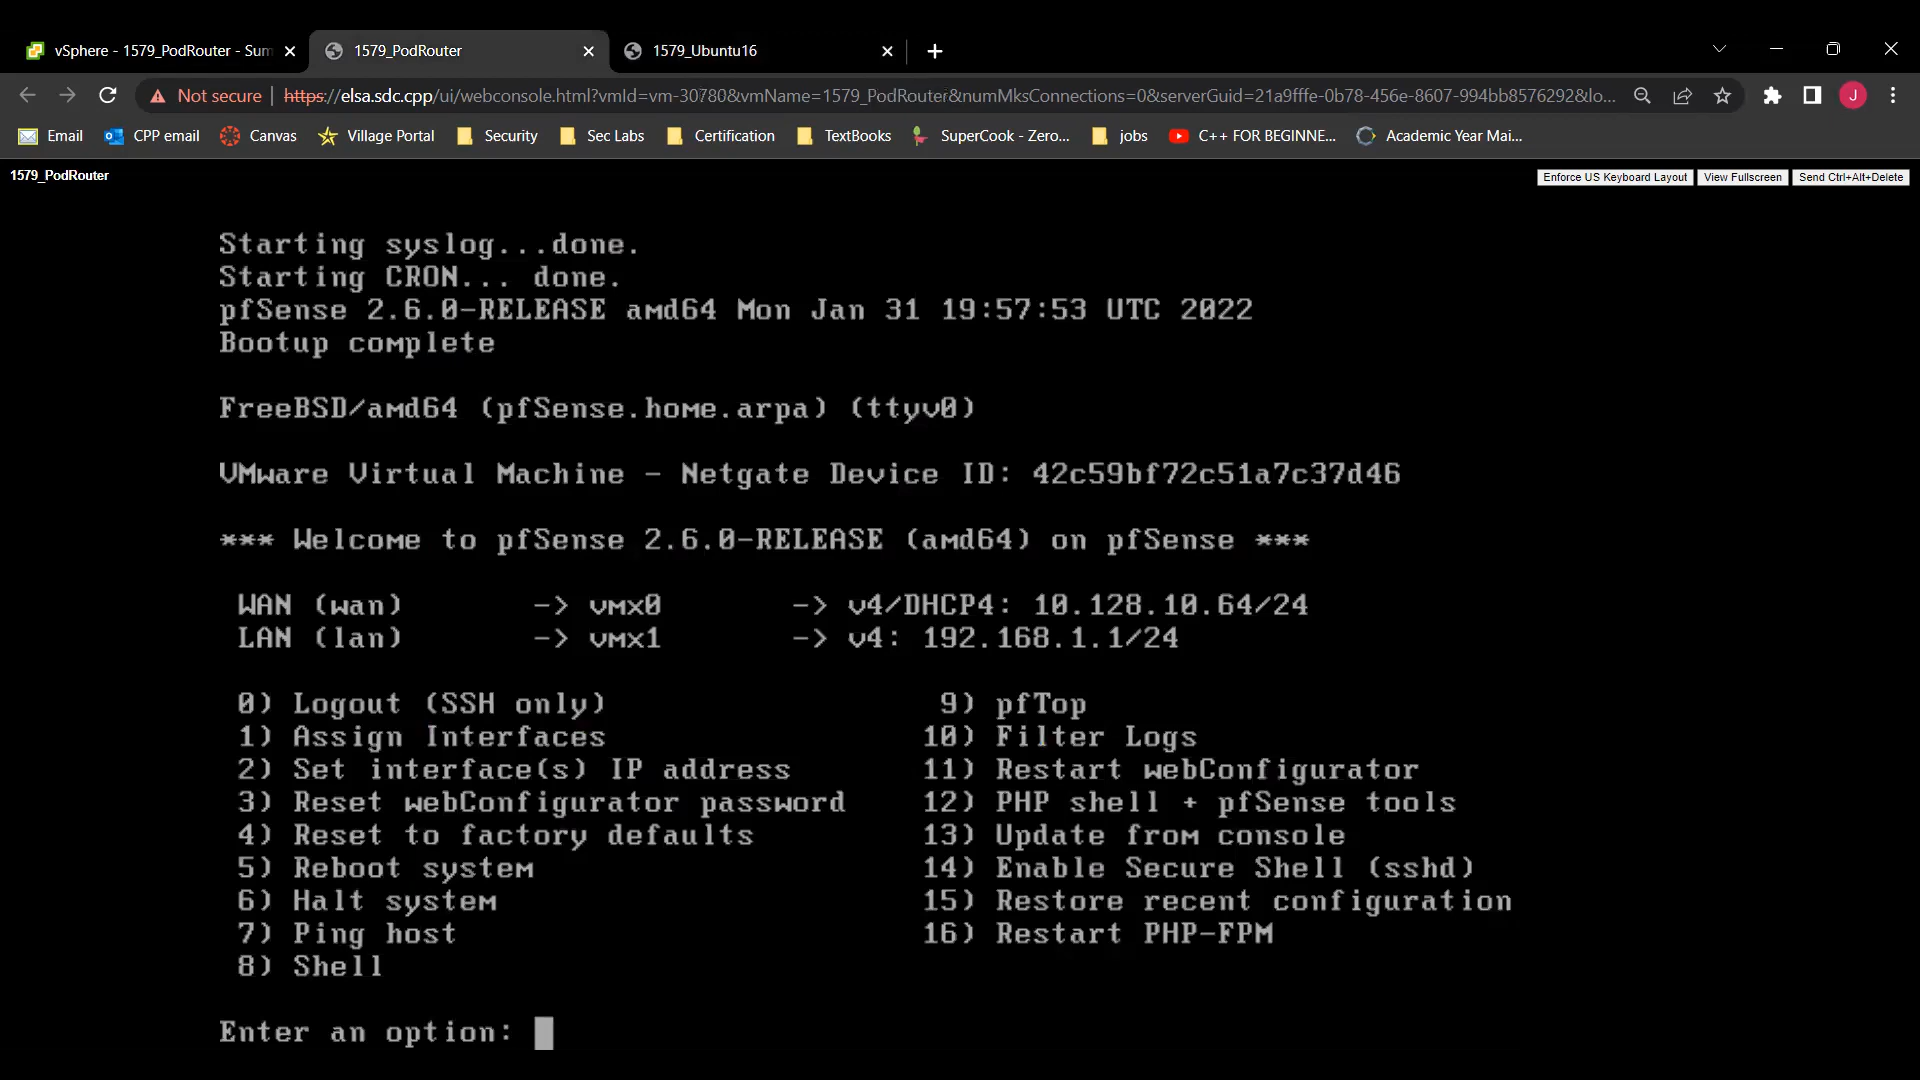 vSphere - 1579_PodRouter - Sum
1579_PodRouter
1579_Ubuntu16
Not secure | https://elsa.sdc.cpp/ui/webconsole.html?vmId=vm-30780&vmName=1579_PodRouter&numMksConnections=0&serverGuid=21a9fffe-0b78-456e-8607-994bb8576292&lo...
J
Email CPP email Canvas Village Portal Security Sec Labs Certification TextBooks SuperCook - Zero... jobs C++ FOR BEGINNE... Academic Year Mai...
1579_PodRouter
Enforce US Keyboard Layout View Fullscreen Send Ctrl+Alt+Delete
Starting syslog...done.
Starting CRON... done.
pfSense 2.6.0-RELEASE amd64 Mon Jan 31 19:57:53 UTC 2022
Bootup complete
FreeBSD/amd64 (pfSense.home.arpa) (ttyv0)
VMware Virtual Machine - Netgate Device ID: 42c59bf72c51a7c37d46
*** Welcome to pfSense 2.6.0-RELEASE (amd64) on pfSense ***
WAN (wan) -> vmx0 -> v4/DHCP4: 10.128.10.64/24
LAN (lan) -> vmx1 -> v4: 192.168.1.1/24
0) Logout (SSH only) 9) pfTop
1) Assign Interfaces 10) Filter Logs
2) Set interface(s) IP address 11) Restart webConfigurator
3) Reset webConfigurator password 12) PHP shell + pfSense tools
4) Reset to factory defaults 13) Update from console
5) Reboot system 14) Enable Secure Shell (sshd)
6) Halt system 15) Restore recent configuration
7) Ping host 16) Restart PHP-FPM
8) Shell
Enter an option: